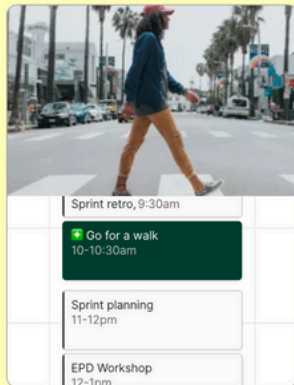 Sprint retro, 9:30am
Go for a walk
10-10:30am
Sprint planning
11-12pm
EPD Workshop
12-1pm